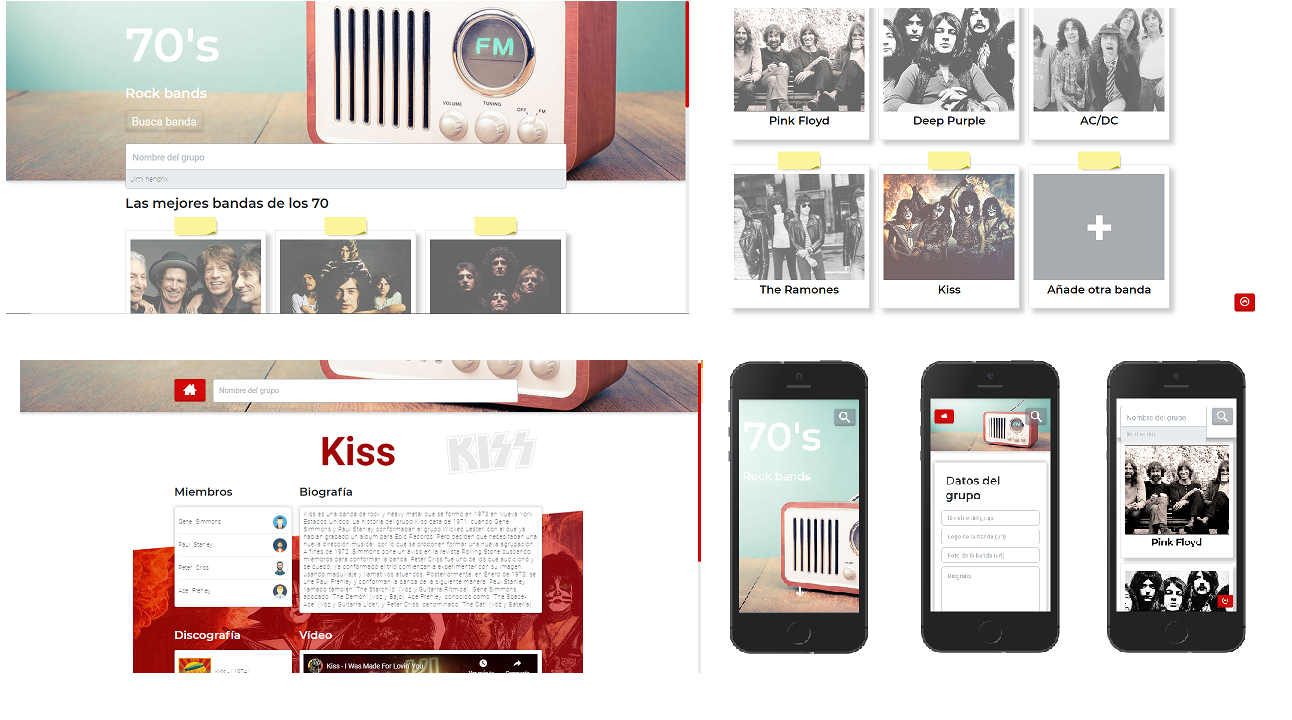 70's
FM
Rock bands
VOLUME
TUNING
OFF
FM
Busca banda
Nombre del grupo
Jimi hendrix
Las mejores bandas de los 70
Pink Floyd
Deep Purple
AC/DC
The Ramones
Kiss
Añade otra banda
Nombre del grupo
Kiss
KISS
Miembros
Biografía
Gene Simmons
Paul Stanley
Peter Criss
Ace Frehley
Kiss es una banda de rock y heavy metal que se formó en 1973 en Nueva York,
Estados Unidos. La historia del grupo Kiss data de 1971, cuando Gene
Simmons y Paul Stanley conformaban el grupo Wicked Lester, con el que ya
habían grabado un álbum para Epic Records. Pero deciden que necesitaban una
nueva dirección musical, por lo que se proponen formar una nueva agrupación.
A fines de 1972, Simmons pone un aviso en la revista Rolling Stone buscando
miembros para conformar la banda. Peter Criss fue uno de los que audicionó y
se quedó. Ya conformado el trío comienzan a experimentar con su imagen,
usando maquillaje y llamativos atuendos. Posteriormente, en Enero de 1973, se
une Paul Frehley y conforman la banda de la siguiente manera: Paul Stanley,
llamado también "The Starchild" (Voz y Guitarra Rítmica), Gene Simmons,
apodado "The Demon" (Voz y Bajo), Ace Frehley conocido como "The Space-
Ace" (Voz y Guitarra Líder) y Peter Criss, denominado "The Cat" (Voz y Batería).
Discografía
Vídeo
Kiss - I Was Made For Lovin' You
70's
Rock bands
Datos del
grupo
Nombre del grupo
Logo de la banda (url)
Foto de la banda (url)
Biografía
Nombre del grupo
Pink Floyd